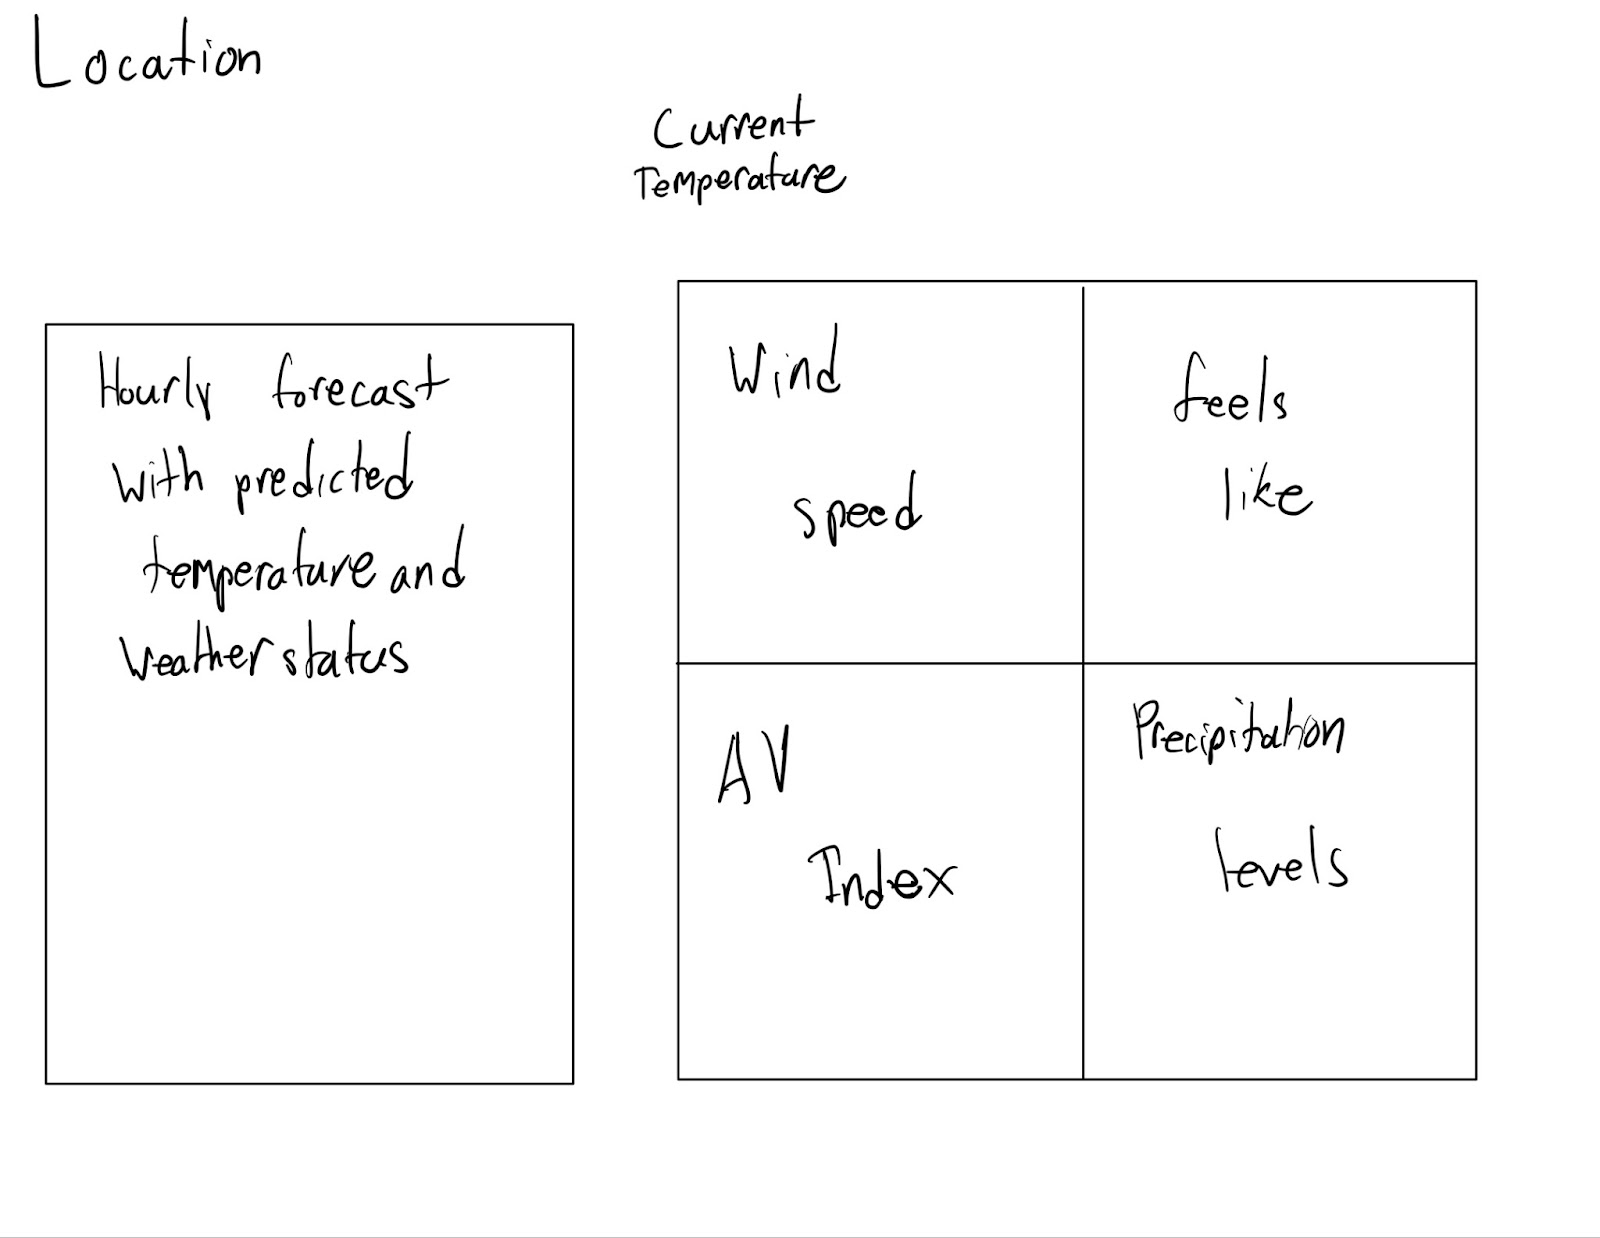 Location
Current
Temperature
Hourly forecast
with predicted
temperature and
Weather status
Wind
speed
feels
like
AV
Index
Precipitation
levels